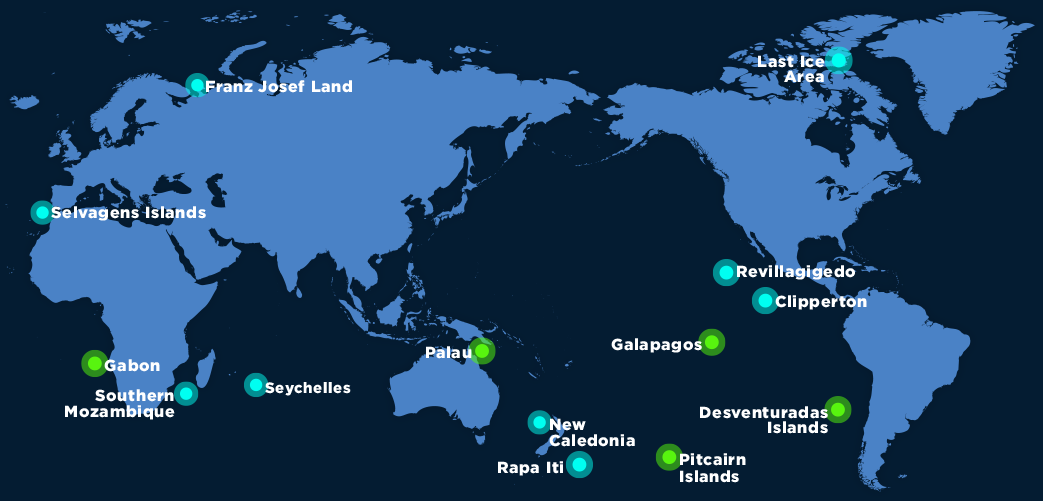 Last Ice
Area
Franz Josef Land
Selvagens Islands
Revillagigedo
Clipperton
Galapagos
Palau
Gabon
Seychelles
Southern
Mozambique
Desventuradas
Islands
New
Caledonia
Pitcairn
Islands
Rapa Iti